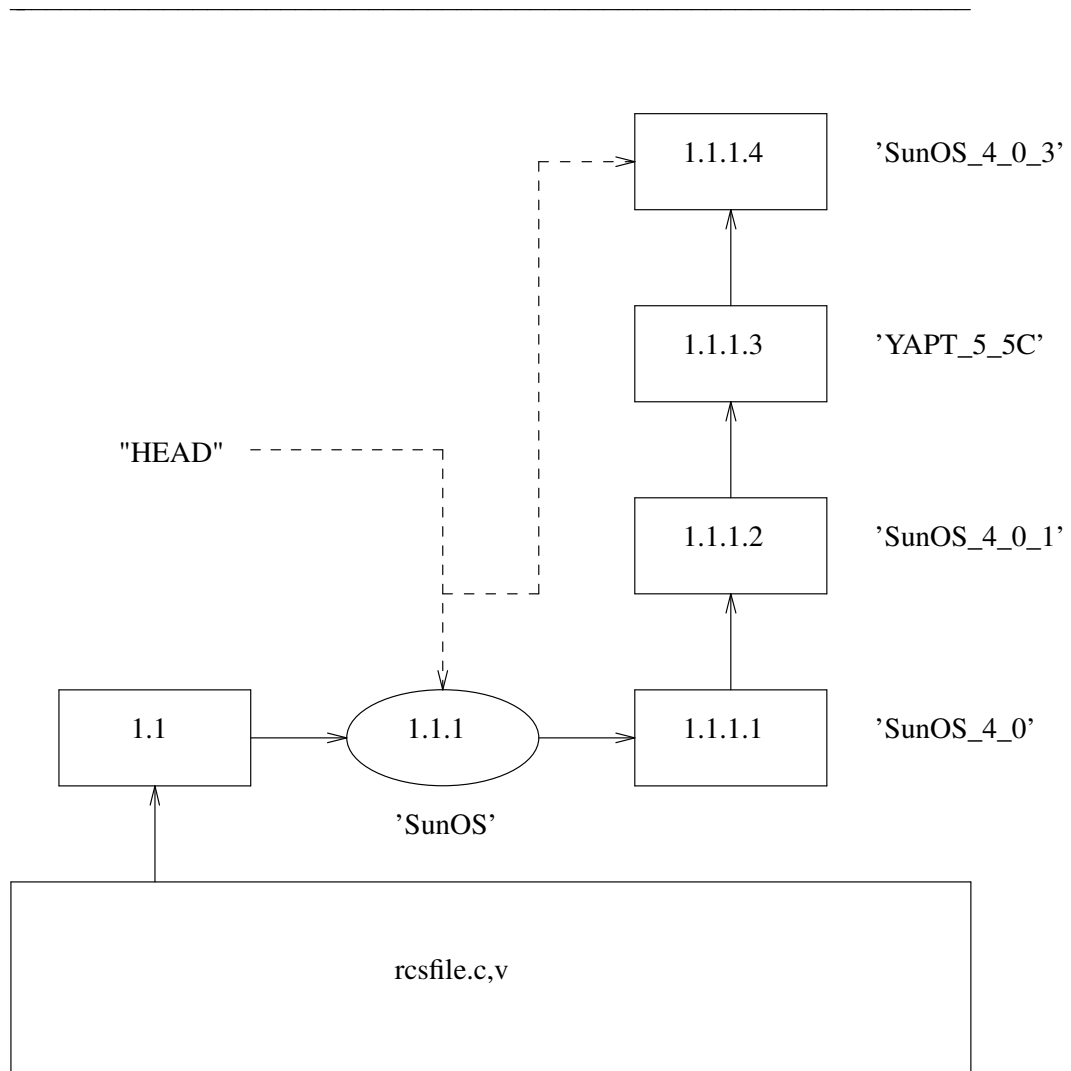 1.1.1.4 ’SunOS_4_0_3’
1.1.1.3 ’YAPT_5_5C’
"HEAD"
1.1.1.2 ’SunOS_4_0_1’
1.1 1.1.1 1.1.1.1 ’SunOS_4_0’
’SunOS’
rcsfile.c,v